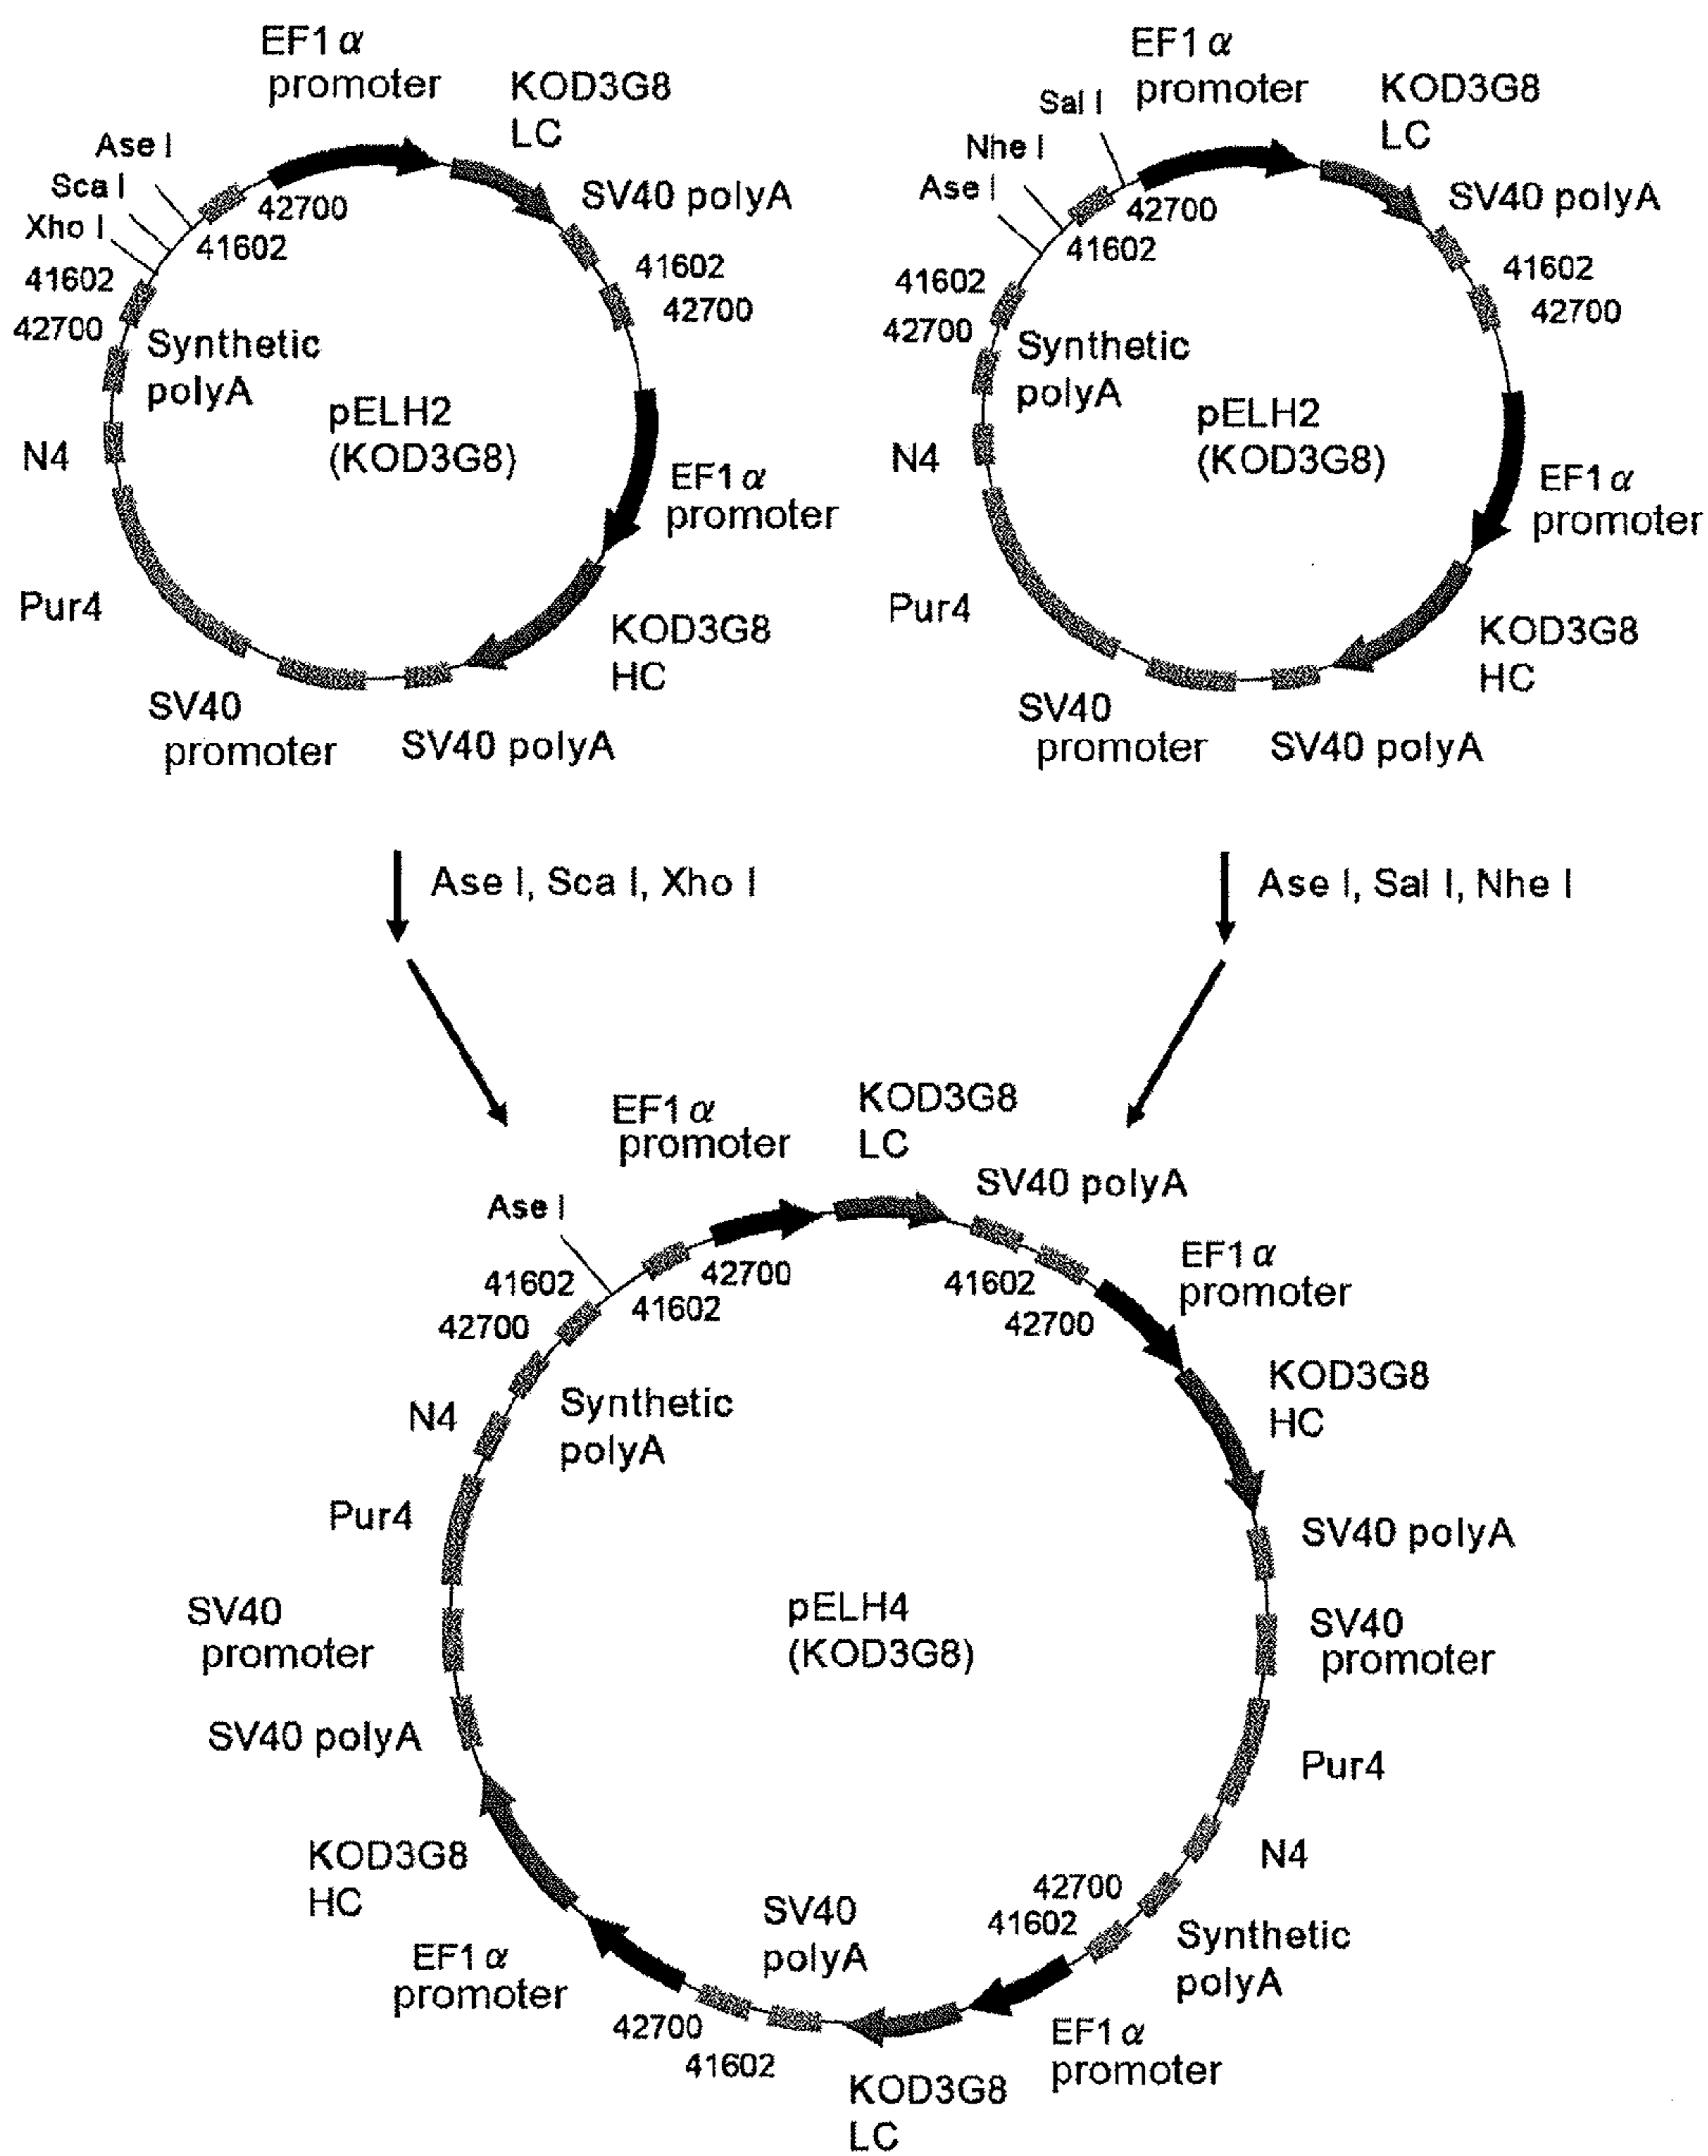 EF1α
promoter
KOD3G8
LC
Ase I
Sca I
Xho I
42700
41602
SV40 polyA
41602
42700
41602
42700
Synthetic
polyA
pELH2
(KOD3G8)
N4
EF1α
promoter
Pur4
KOD3G8
HC
SV40
promoter
SV40 polyA
EF1α
promoter
KOD3G8
LC
Sal I
Nhe I
Ase I
42700
41602
SV40 polyA
41602
42700
41602
42700
Synthetic
polyA
pELH2
(KOD3G8)
N4
EF1α
promoter
Pur4
KOD3G8
HC
SV40
promoter
SV40 polyA
Ase I, Sca I, Xho I
Ase I, Sal I, Nhe I
EF1α
promoter
KOD3G8
LC
SV40 polyA
Ase I
41602
42700
42700
41602
41602
42700
EF1α
promoter
KOD3G8
HC
N4
Synthetic
polyA
Pur4
SV40 polyA
SV40
promoter
pELH4
(KOD3G8)
SV40
promoter
SV40 polyA
Pur4
KOD3G8
HC
N4
42700
41602
SV40
polyA
Synthetic
polyA
EF1α
promoter
42700
41602
EF1α
promoter
KOD3G8
LC